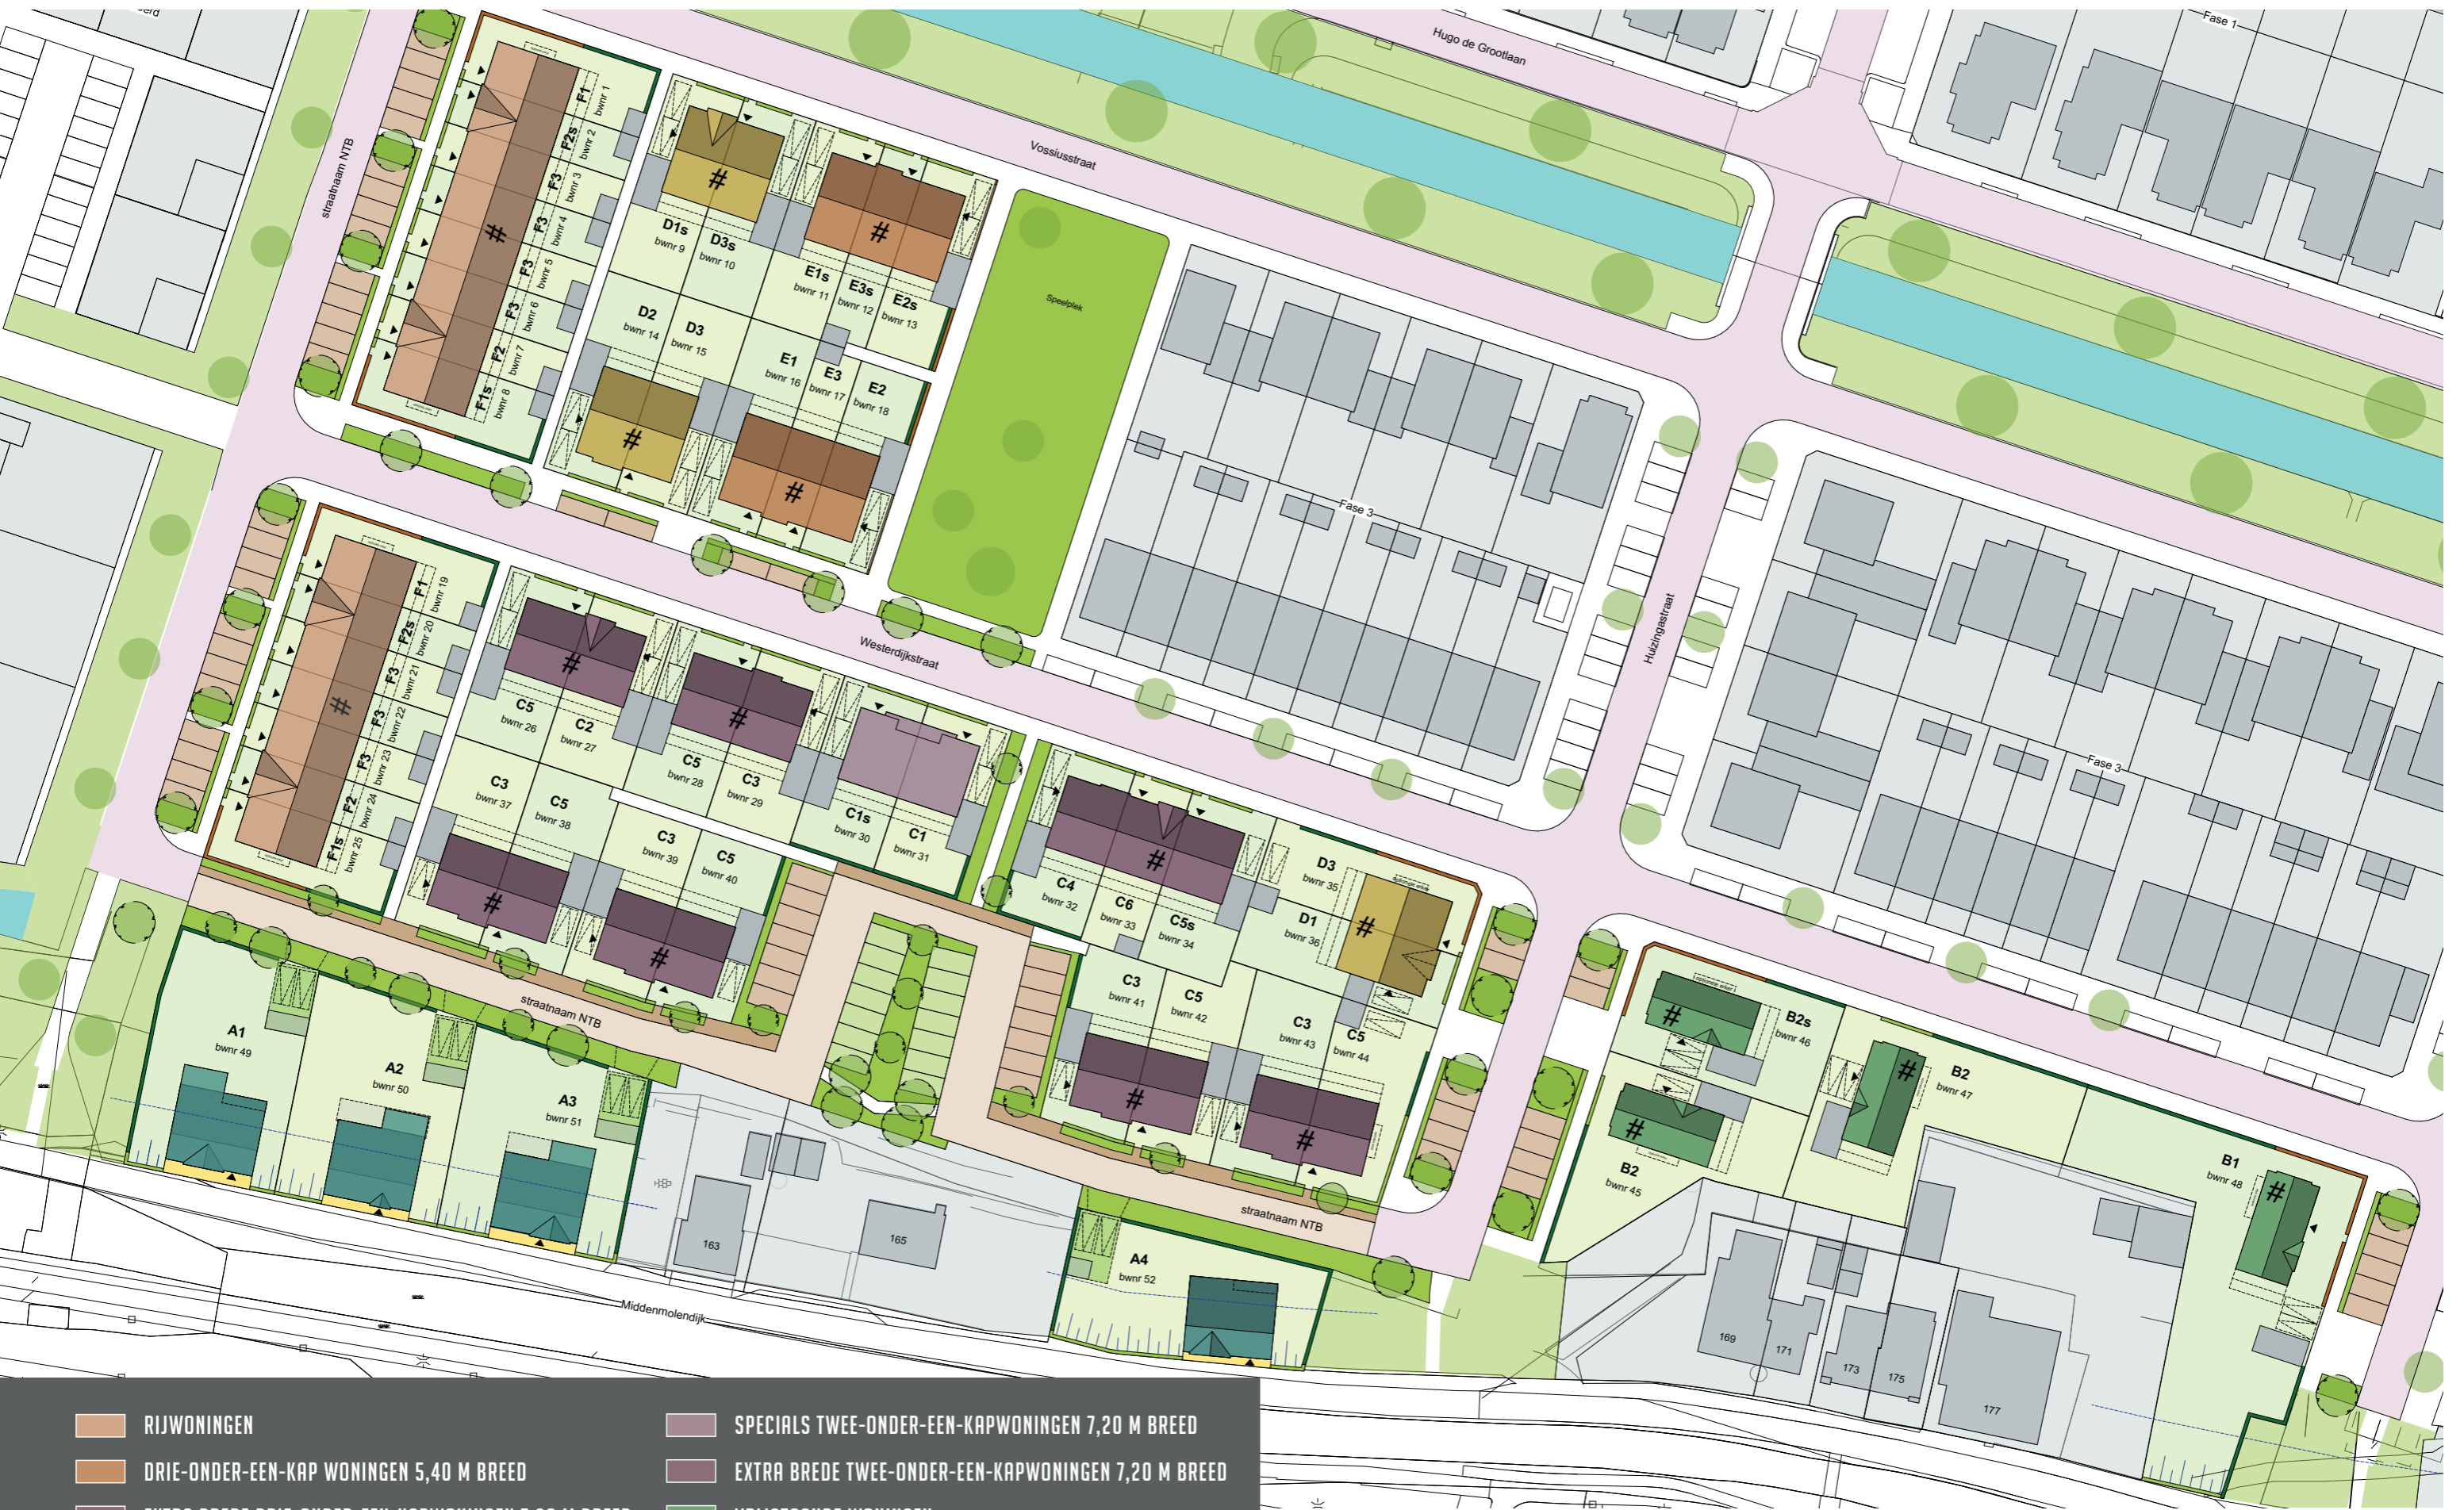 Fase 1
Hugo de Grootlaan
Vossiusstraat
straatnaam NTB
F1
bwnr 1
F2s
bwnr 2
F3
bwnr 3
F3
bwnr 4
F3
bwnr 5
F3
bwnr 6
F2
bwnr 7
F1s
bwnr 8
#
#
#
D1s
bwnr 9
D3s
bwnr 10
E1s
bwnr 11
E3s
bwnr 12
E2s
bwnr 13
D2
bwnr 14
D3
bwnr 15
E1
bwnr 16
E3
bwnr 17
E2
bwnr 18
#
#
Speelplek
Fase 3
Huizingastraat
Fase 3
Westerdijkstraat
F1
bwnr 19
F2s
bwnr 20
F3
bwnr 21
F3
bwnr 22
F3
bwnr 23
F2
bwnr 24
F1s
bwnr 25
#
#
#
C5
bwnr 26
C2
bwnr 27
C5
bwnr 28
C3
bwnr 29
C1s
bwnr 30
C1
bwnr 31
C3
bwnr 37
C5
bwnr 38
C3
bwnr 39
C5
bwnr 40
#
#
#
C4
bwnr 32
C6
bwnr 33
C5s
bwnr 34
D3
bwnr 35
D1
bwnr 36
optionele erker
#
C3
bwnr 41
C5
bwnr 42
C3
bwnr 43
C5
bwnr 44
#
#
straatnaam NTB
A1
bwnr 49
A2
bwnr 50
A3
bwnr 51
optionele erker
#
B2s
bwnr 46
#
B2
bwnr 45
#
B2
bwnr 47
B1
bwnr 48
#
straatnaam NTB
163
165
A4
bwnr 52
Middenmolendijk
169
171
173
175
177
RIJWONINGEN
DRIE-ONDER-EEN-KAP WONINGEN 5,40 M BREED
SPECIALS TWEE-ONDER-EEN-KAPWONINGEN 7,20 M BREED
EXTRA BREDE TWEE-ONDER-EEN-KAPWONINGEN 7,20 M BREED